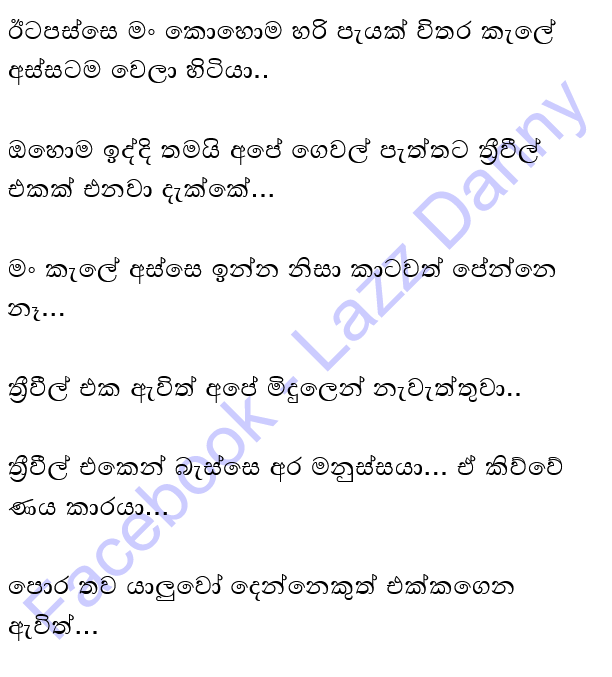 ඊටපස්සෙ මං කොහොම හරි පැයක් විතර කැලේ
අස්සටම වෙලා හිටියා..
ඔහොම ඉද්දි තමයි අපේ ගෙවල් පැත්තට ත්‍රීවීල්
එකක් එනවා දැක්කේ...
මං කැලේ අස්සෙ ඉන්න නිසා කාටවත් පේන්නෙ
නෑ...
ත්‍රීවීල් එක ඇවිත් අපේ මිදුලෙන් නැවැත්තුවා..
ත්‍රීවීල් එකෙන් බැස්සෙ අර මනුස්සයා... ඒ කිව්වේ
ණය කාරයා...
පොර තව යාලුවෝ දෙන්නෙකුත් එක්කගෙන
ඇවිත්...
Facebook - Lazz Danny